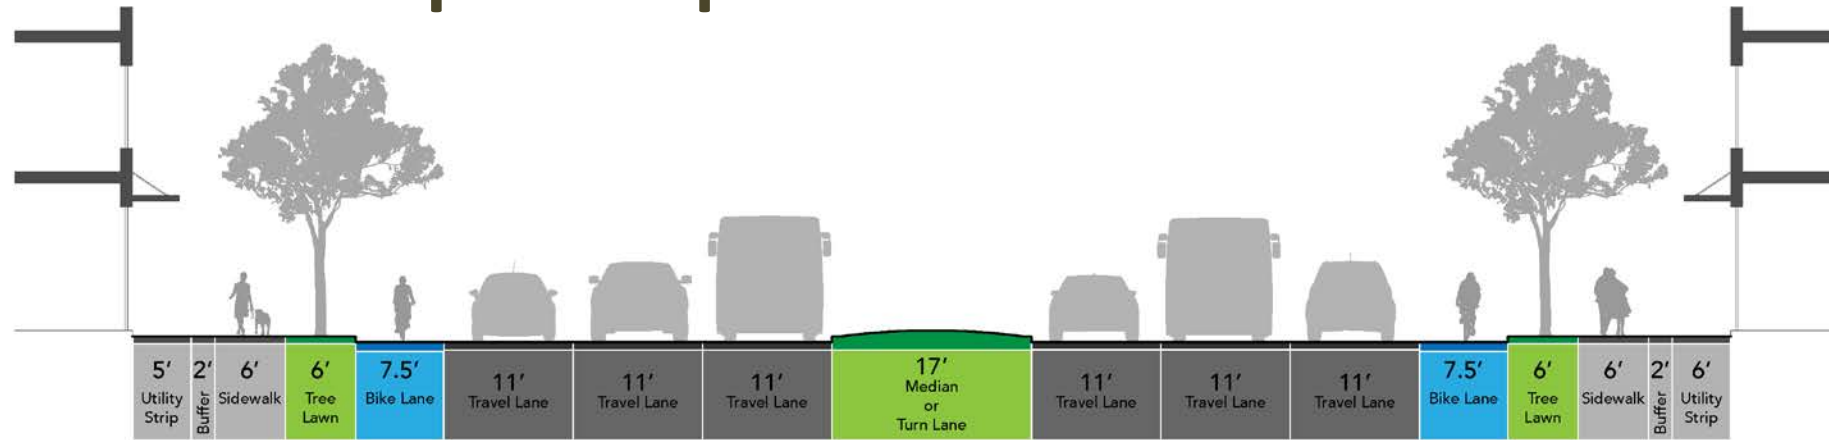 5′
Utility
Strip
2′
Buffer
6′
Sidewalk
6′
Tree
Lawn
7.5′
Bike Lane
11′
Travel Lane
11′
Travel Lane
11′
Travel Lane
17′
Median
or
Turn Lane
11′
Travel Lane
11′
Travel Lane
11′
Travel Lane
7.5′
Bike Lane
6′
Tree
Lawn
6′
Sidewalk
2′
Buffer
6′
Utility
Strip